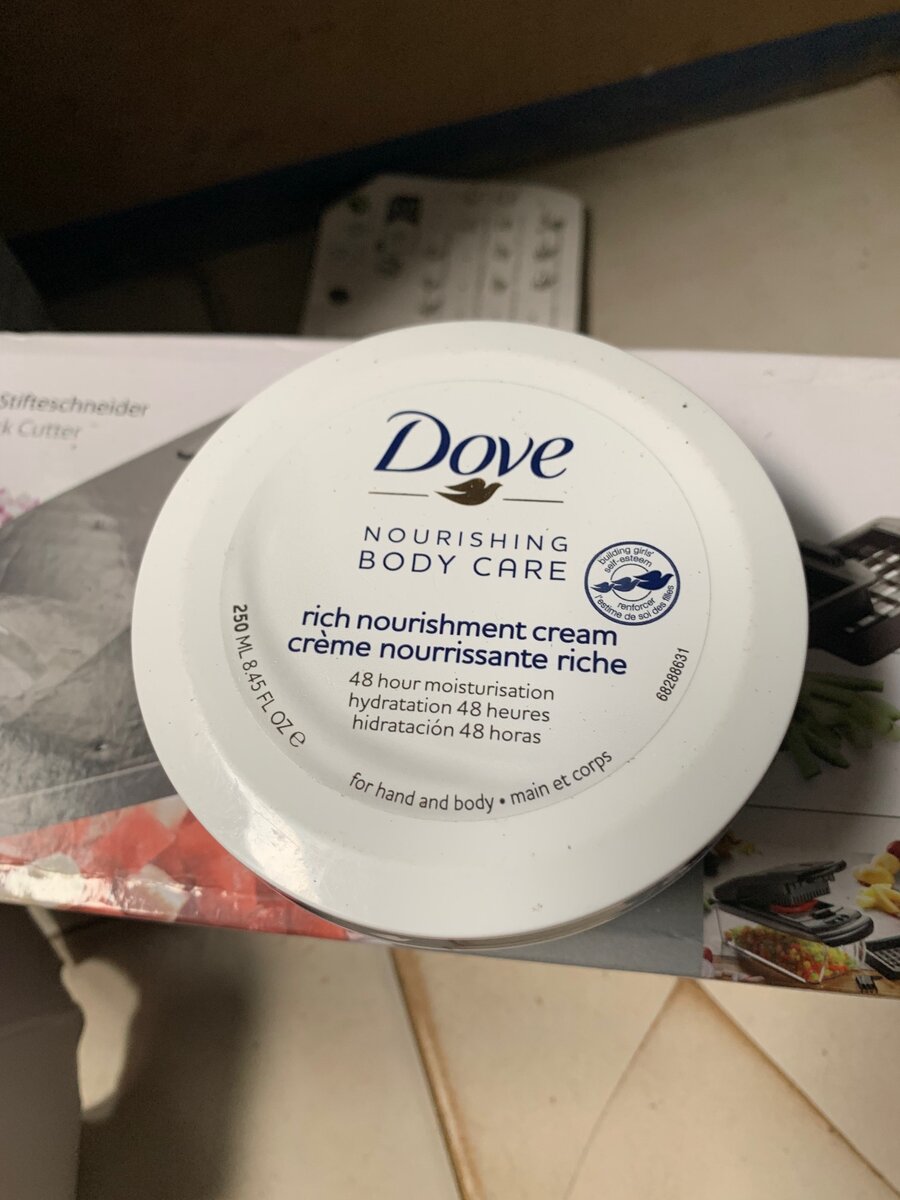 Stifteschneider
k Cutter
Dove
NOURISHING
BODY CARE
building girls'
self-esteem
renforcer
l'estime de soi des filles
rich nourishment cream
crème nourrissante riche
48 hour moisturisation
hydratation 48 heures
hidratación 48 horas
250 ML 8.45 FL OZ ℮
68288631
for hand and body • main et corps